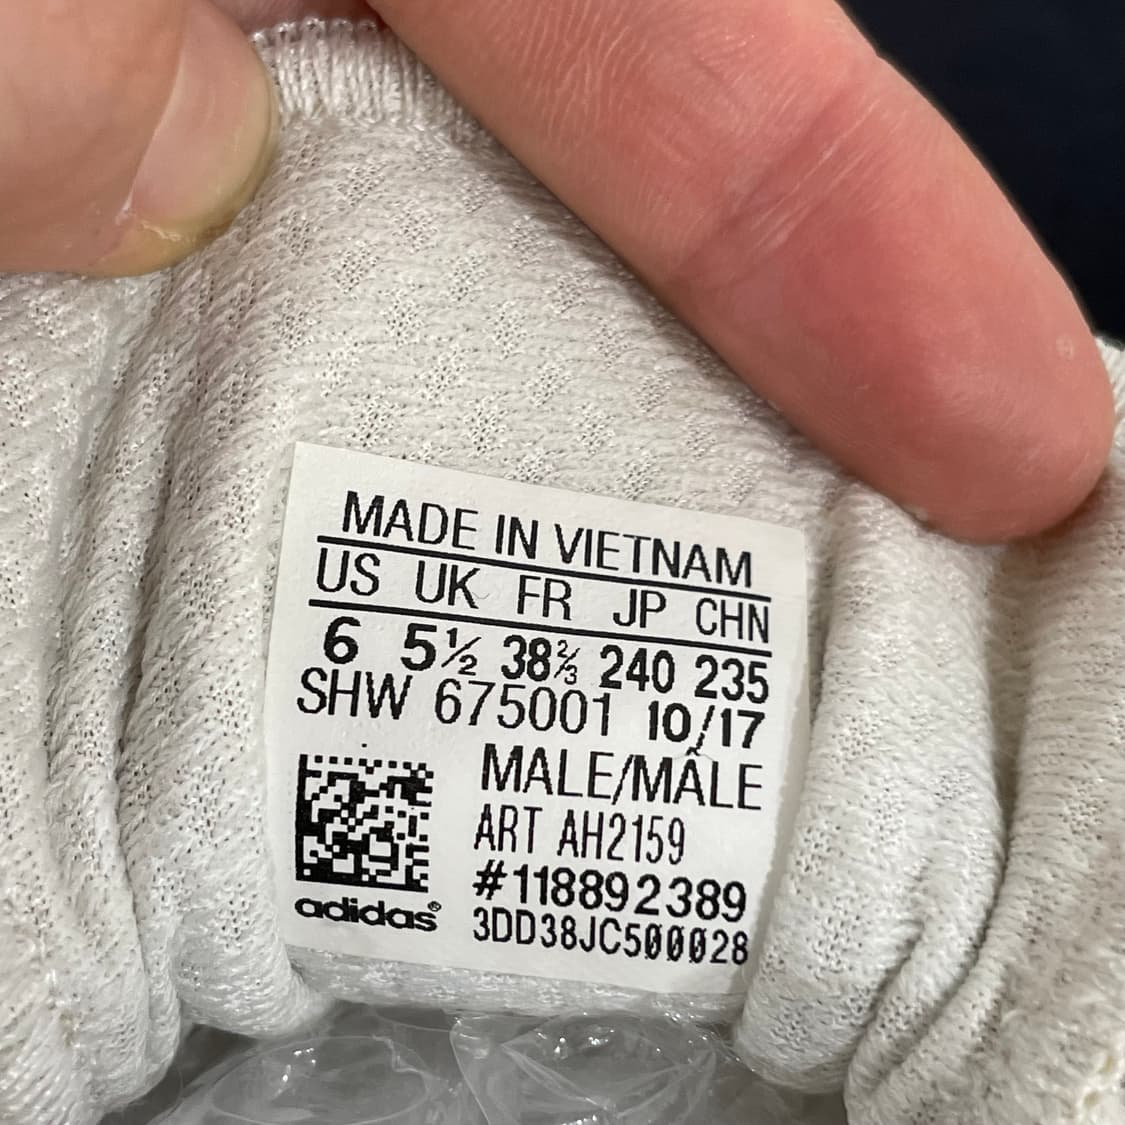 MADE IN VIETNAM
US UK FR JP CHN
6 5½ 38⅔ 240 235
SHW 675001 10/17
MALE/MÂLE
ART AH2159
#118892389
adidas®
3DD38JC500028